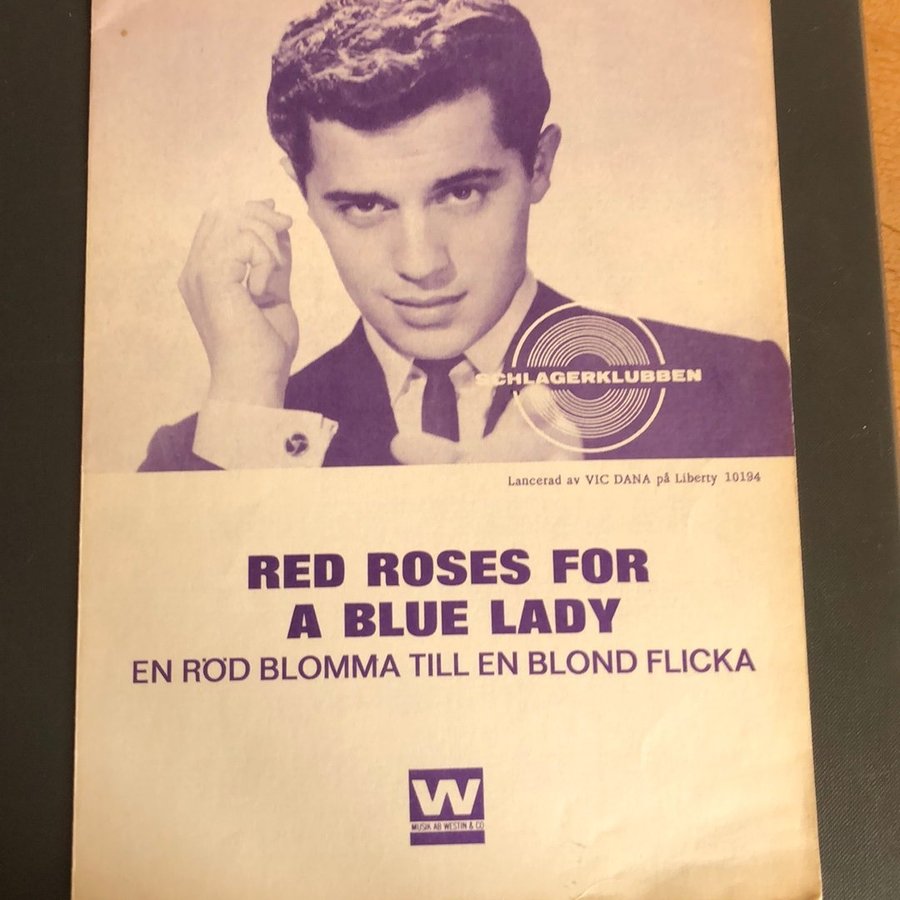 SCHLAGERKLUBBEN
Lancerad av VIC DANA på Liberty 10194
RED ROSES FOR
A BLUE LADY
EN RÖD BLOMMA TILL EN BLOND FLICKA
W
MUSIK AB WESTIN & CO